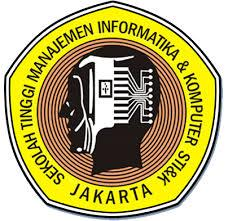 SEKOLAH TINGGI MANAJEMEN INFORMATIKA & KOMPUTER STI&K
JAKARTA